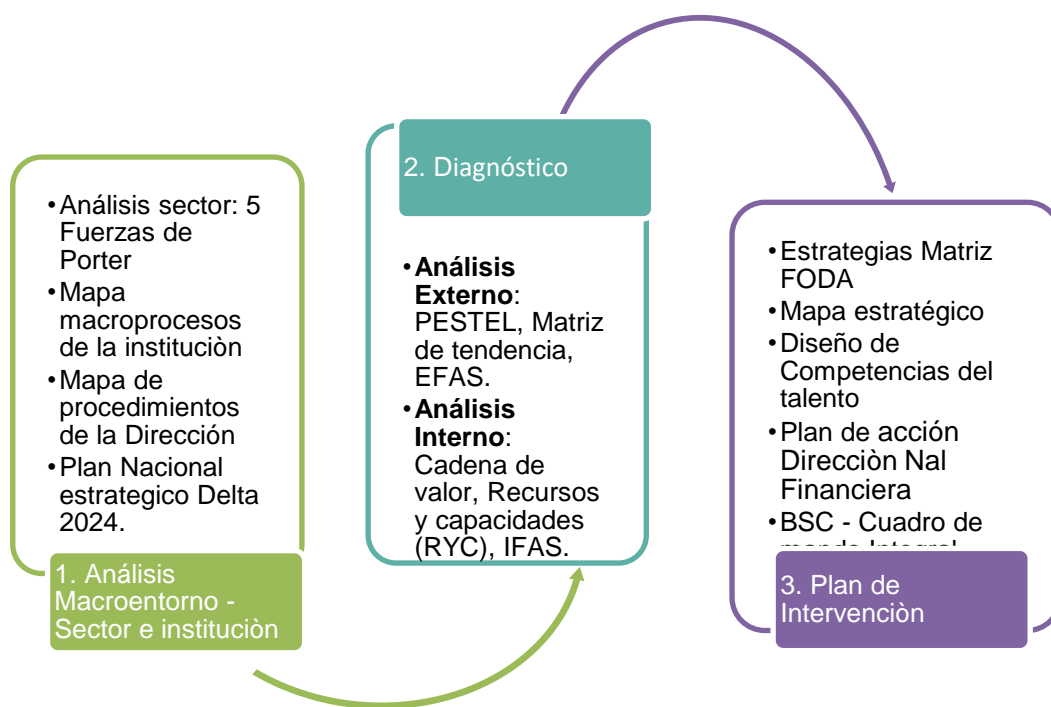 •Análisis sector: 5
Fuerzas de
Porter
•Mapa
macroprocesos
de la instituciòn
•Mapa de
procedimientos
de la Dirección
•Plan Nacional
estrategico Delta
2024.
1. Análisis
Macroentorno -
Sector e instituciòn
2. Diagnóstico
•Análisis
Externo:
PESTEL, Matriz
de tendencia,
EFAS.
•Análisis
Interno:
Cadena de
valor, Recursos
y capacidades
(RYC), IFAS.
•Estrategias Matriz
FODA
•Mapa estratégico
•Diseño de
Competencias del
talento
•Plan de acción
Direcciòn Nal
Financiera
•BSC - Cuadro de
mando Integral
3. Plan de
Intervenciòn